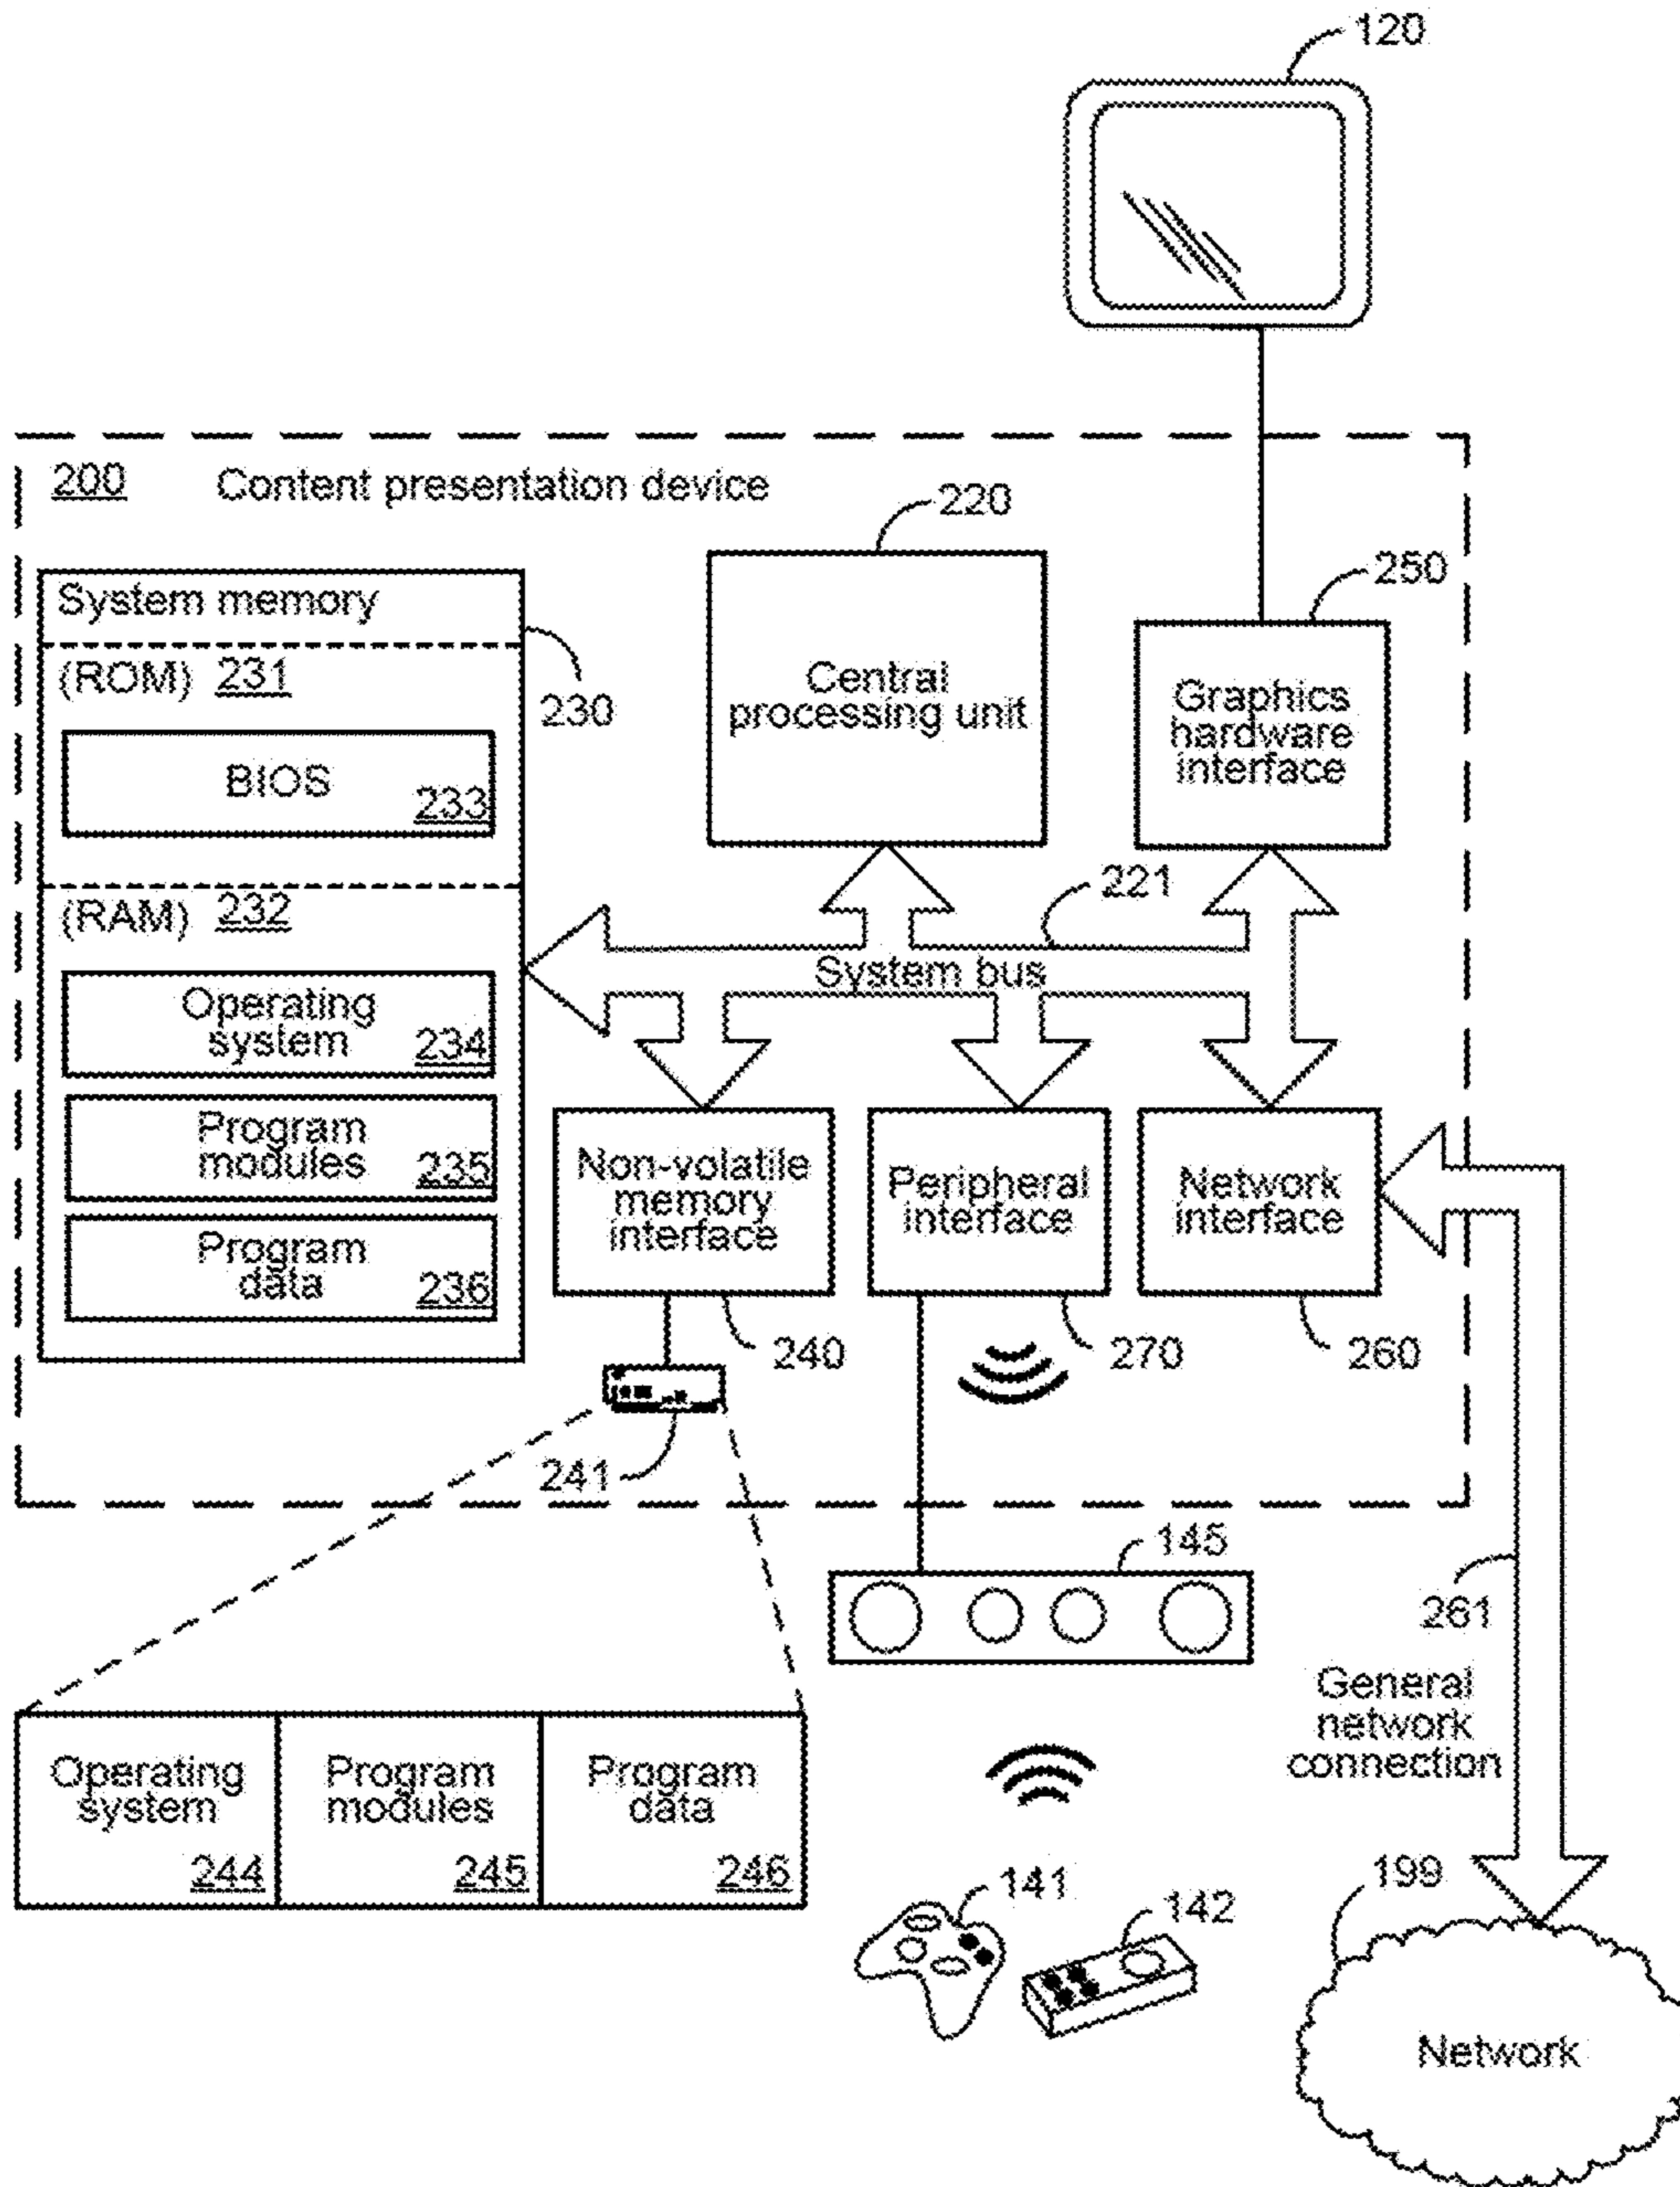 120
200 Content presentation device
220
250
System memory
(ROM) 231
230
BIOS
233
Central
processing unit
Graphics
hardware
interface
221
(RAM) 232
System bus
Operating
system
234
Program
modules
235
Program
data
236
Non-volatile
memory
interface
Peripheral
interface
Network
interface
240
270
260
241
145
261
General
network
connection
Operating
system
244
Program
modules
245
Program
data
246
141
142
199
Network